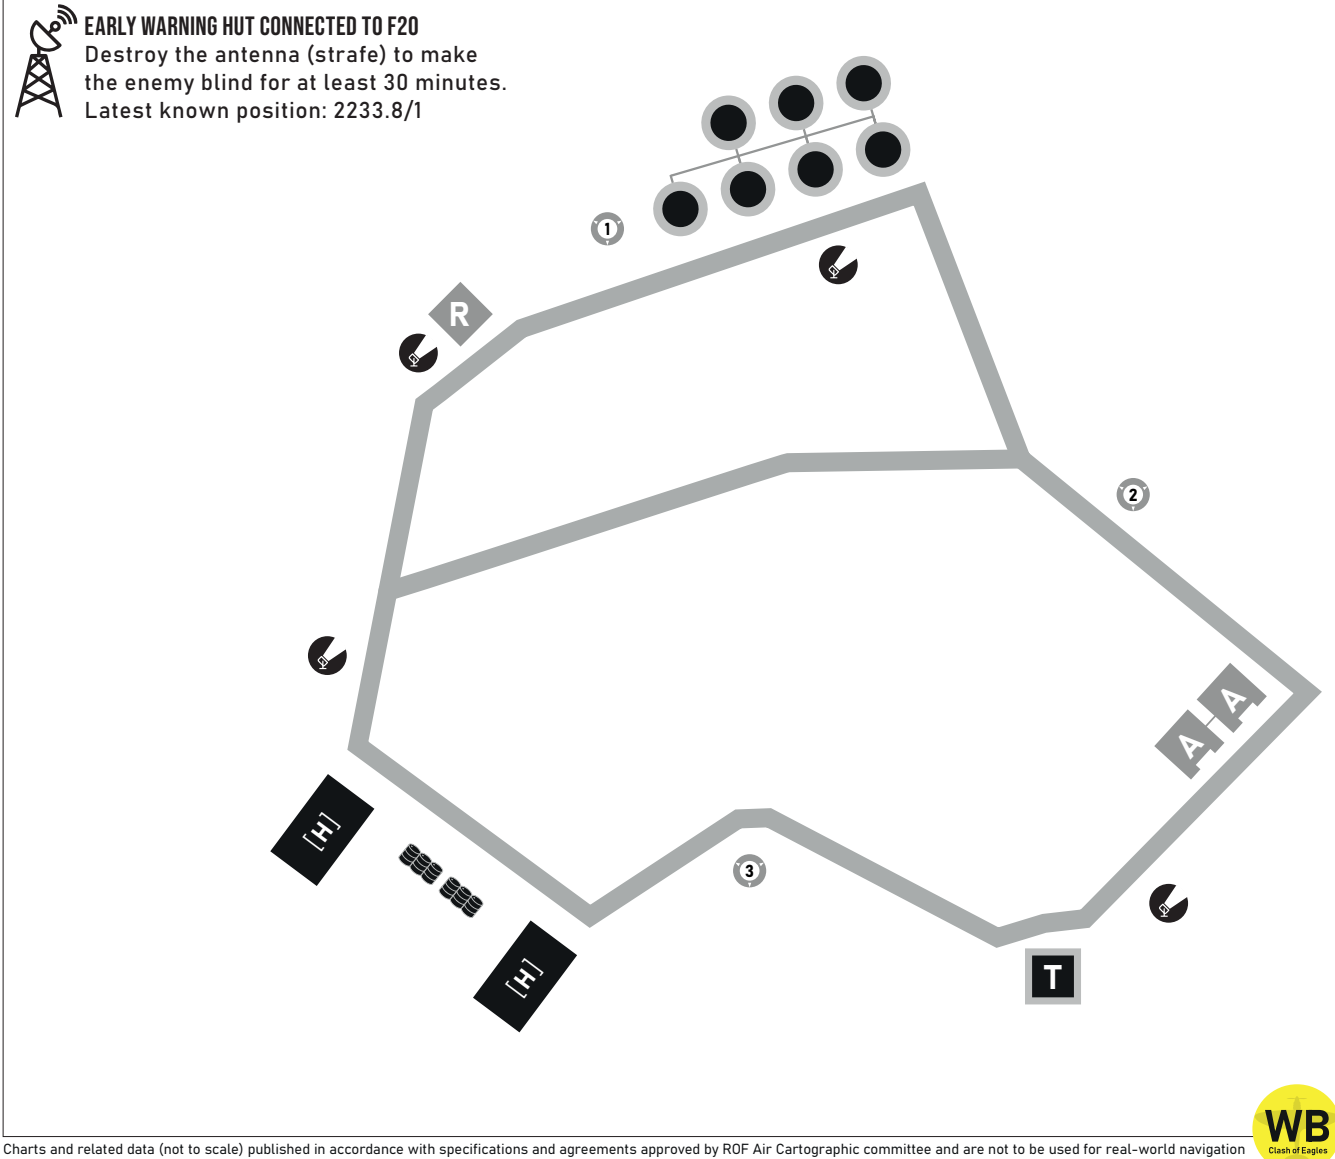 EARLY WARNING HUT CONNECTED TO F20
Destroy the antenna (strafe) to make
the enemy blind for at least 30 minutes.
Latest known position: 2233.8/1
1
R
2
A
A
[H]
3
[H]
T
WB
Clash of Eagles
Charts and related data (not to scale) published in accordance with specifications and agreements approved by ROF Air Cartographic committee and are not to be used for real-world navigation